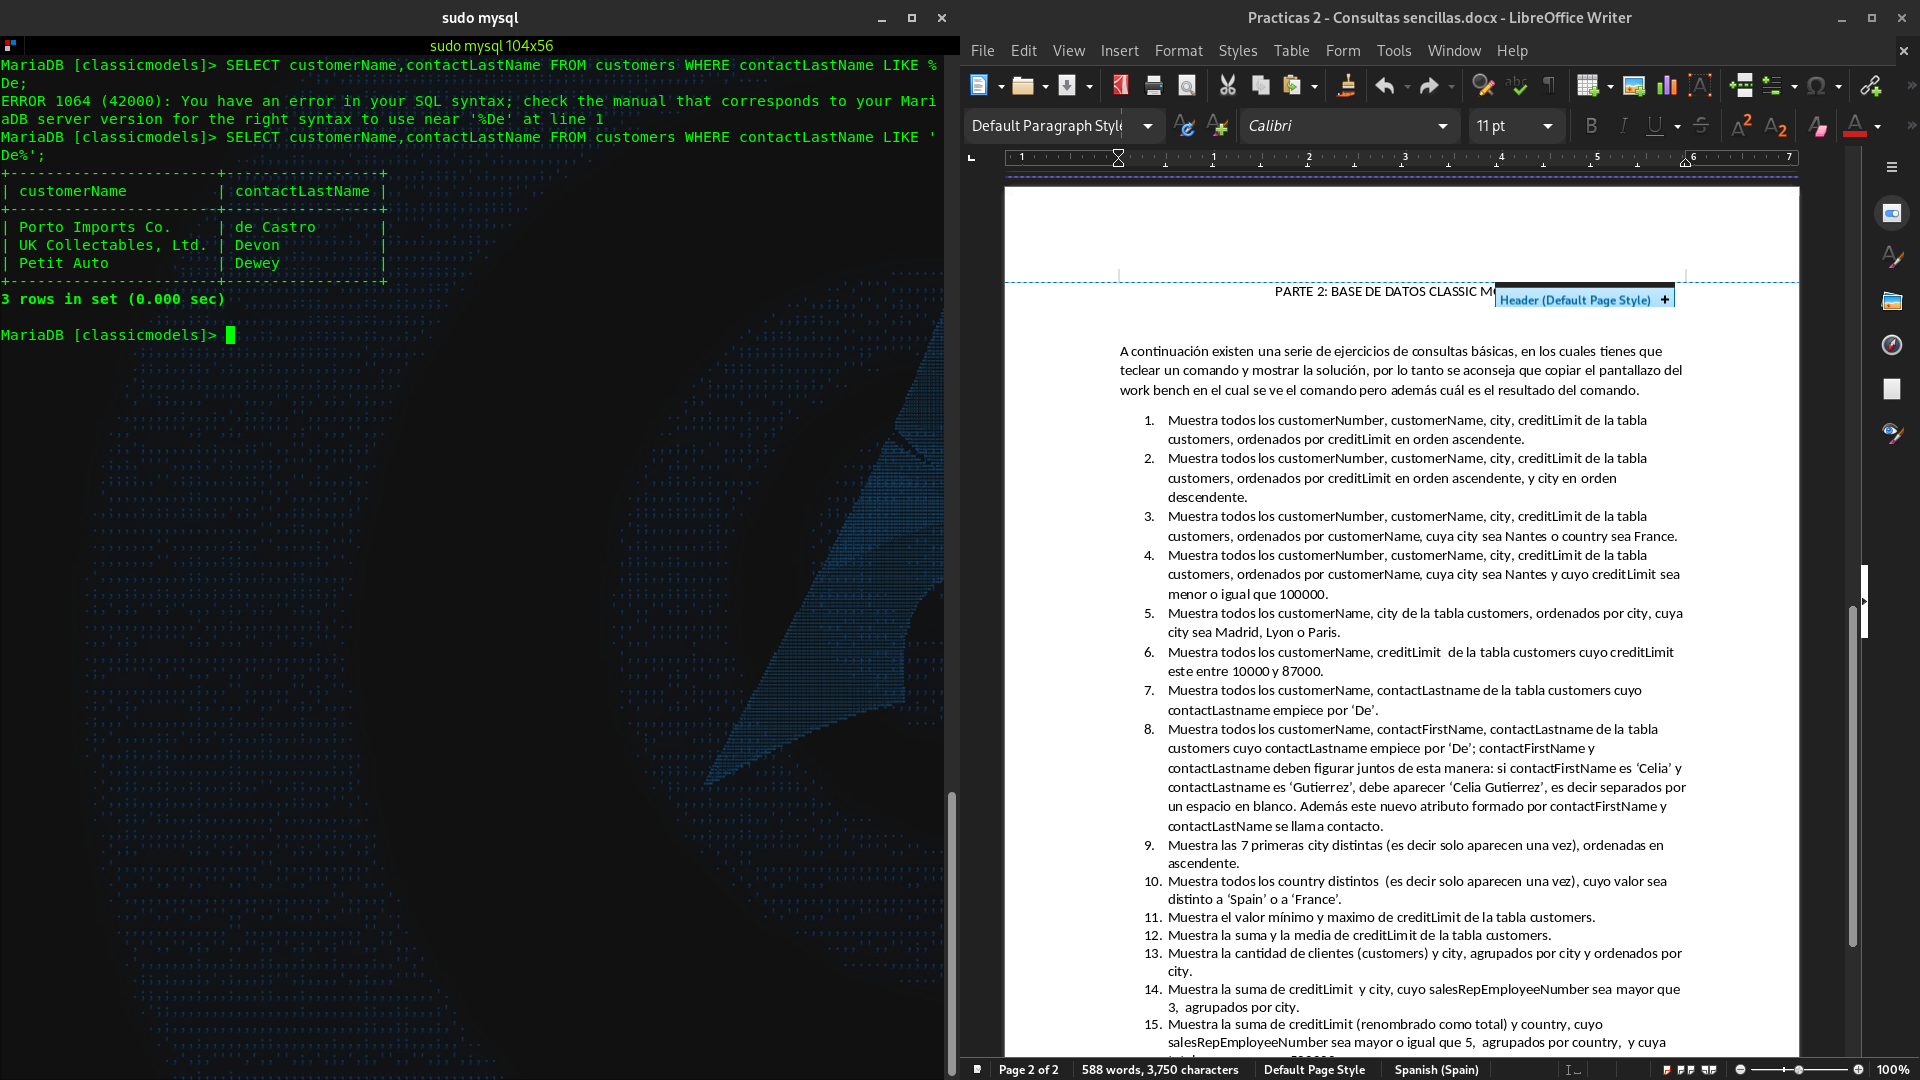 sudo mysql
sudo mysql 104x56
MariaDB [classicmodels]> SELECT customerName,contactLastName FROM customers WHERE contactLastName LIKE %
De;
ERROR 1064 (42000): You have an error in your SQL syntax; check the manual that corresponds to your Mari
aDB server version for the right syntax to use near '%De' at line 1
MariaDB [classicmodels]> SELECT customerName,contactLastName FROM customers WHERE contactLastName LIKE '
De%';
+------------------------+-----------------+
| customerName          | contactLastName |
+------------------------+-----------------+
| Porto Imports Co.     | de Castro       |
| UK Collectables, Ltd. | Devon           |
| Petit Auto            | Dewey           |
+------------------------+-----------------+
3 rows in set (0.000 sec)
MariaDB [classicmodels]>
Practicas 2 - Consultas sencillas.docx - LibreOffice Writer
File Edit View Insert Format Styles Table Form Tools Window Help
Default Paragraph Style Calibri 11 pt B I U A² A₂ A A
1 1 2 3 4 5 6 7
PARTE 2: BASE DE DATOS CLASSIC
Header (Default Page Style) +
A continuación existen una serie de ejercicios de consultas básicas, en los cuales tienes que
teclear un comando y mostrar la solución, por lo tanto se aconseja que copiar el pantallazo del
work bench en el cual se ve el comando pero además cuál es el resultado del comando.
1. Muestra todos los customerNumber, customerName, city, creditLimit de la tabla
customers, ordenados por creditLimit en orden ascendente.
2. Muestra todos los customerNumber, customerName, city, creditLimit de la tabla
customers, ordenados por creditLimit en orden ascendente, y city en orden
descendente.
3. Muestra todos los customerNumber, customerName, city, creditLimit de la tabla
customers, ordenados por customerName, cuya city sea Nantes o country sea France.
4. Muestra todos los customerNumber, customerName, city, creditLimit de la tabla
customers, ordenados por customerName, cuya city sea Nantes y cuyo creditLimit sea
menor o igual que 100000.
5. Muestra todos los customerName, city de la tabla customers, ordenados por city, cuya
city sea Madrid, Lyon o Paris.
6. Muestra todos los customerName, creditLimit  de la tabla customers cuyo creditLimit
este entre 10000 y 87000.
7. Muestra todos los customerName, contactLastname de la tabla customers cuyo
contactLastname empiece por ‘De’.
8. Muestra todos los customerName, contactFirstName, contactLastname de la tabla
customers cuyo contactLastname empiece por ‘De’; contactFirstName y
contactLastname deben figurar juntos de esta manera: si contactFirstName es ‘Celia’ y
contactLastname es ‘Gutierrez’, debe aparecer ‘Celia Gutierrez’, es decir separados por
un espacio en blanco. Además este nuevo atributo formado por contactFirstName y
contactLastName se llama contacto.
9. Muestra las 7 primeras city distintas (es decir solo aparecen una vez), ordenadas en
ascendente.
10. Muestra todos los country distintos  (es decir solo aparecen una vez), cuyo valor sea
distinto a ‘Spain’ o a ‘France’.
11. Muestra el valor mínimo y maximo de creditLimit de la tabla customers.
12. Muestra la suma y la media de creditLimit de la tabla customers.
13. Muestra la cantidad de clientes (customers) y city, agrupados por city y ordenados por
city.
14. Muestra la suma de creditLimit  y city, cuyo salesRepEmployeeNumber sea mayor que
3,  agrupados por city.
15. Muestra la suma de creditLimit (renombrado como total) y country, cuyo
salesRepEmployeeNumber sea mayor o igual que 5,  agrupados por country,  y cuya
Page 2 of 2 588 words, 3,750 characters Default Page Style Spanish (Spain) 100%